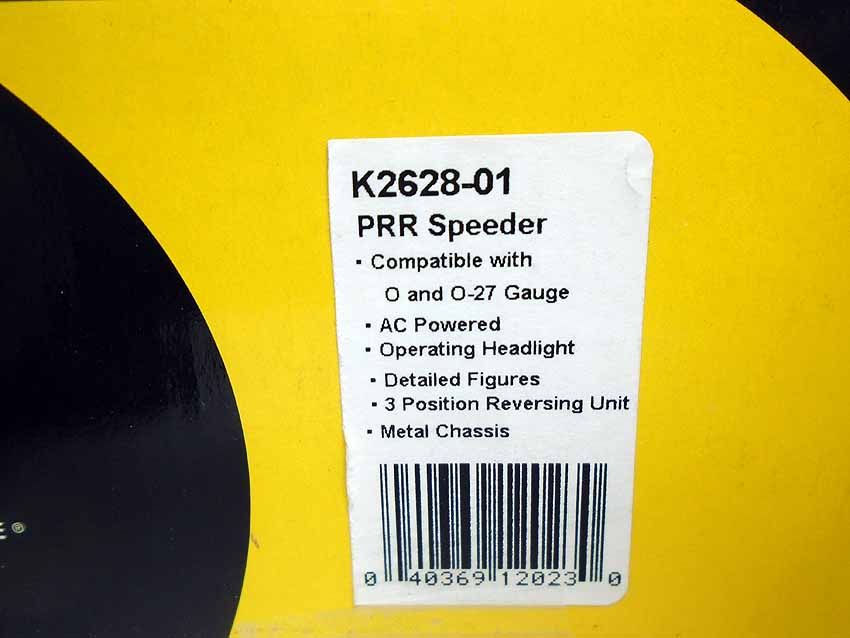 K2628-01
PRR Speeder
▪ Compatible with
O and O-27 Gauge
▪ AC Powered
▪ Operating Headlight
▪ Detailed Figures
▪ 3 Position Reversing Unit
▪ Metal Chassis
0 40369 12023 0
®